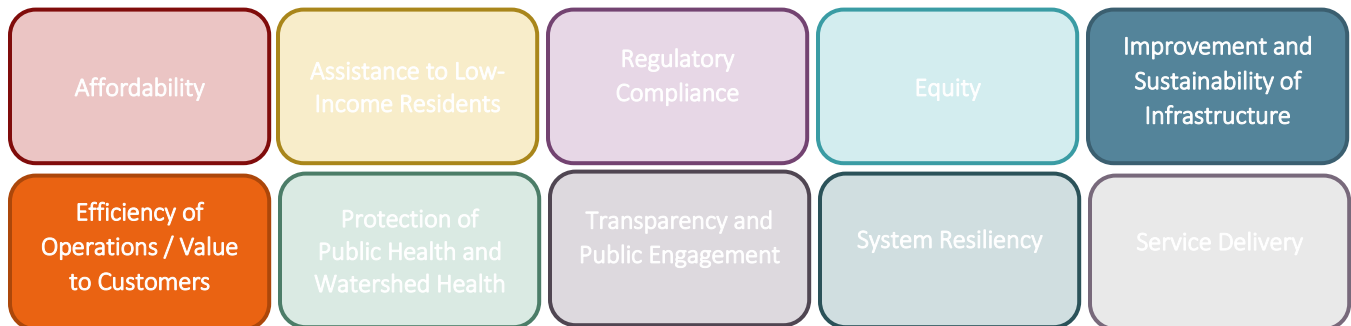 Affordability
Assistance to Low-
Income Residents
Regulatory
Compliance
Equity
Improvement and
Sustainability of
Infrastructure
Efficiency of
Operations / Value
to Customers
Protection of
Public Health and
Watershed Health
Transparency and
Public Engagement
System Resiliency
Service Delivery